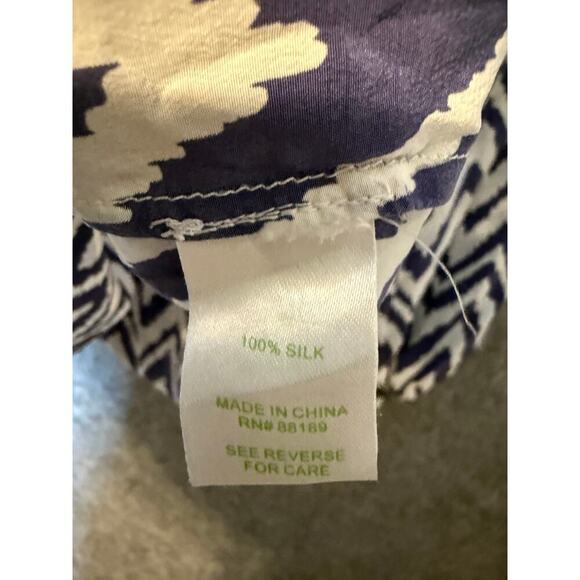 100% SILK
MADE IN CHINA
RN# 88189
SEE REVERSE
FOR CARE